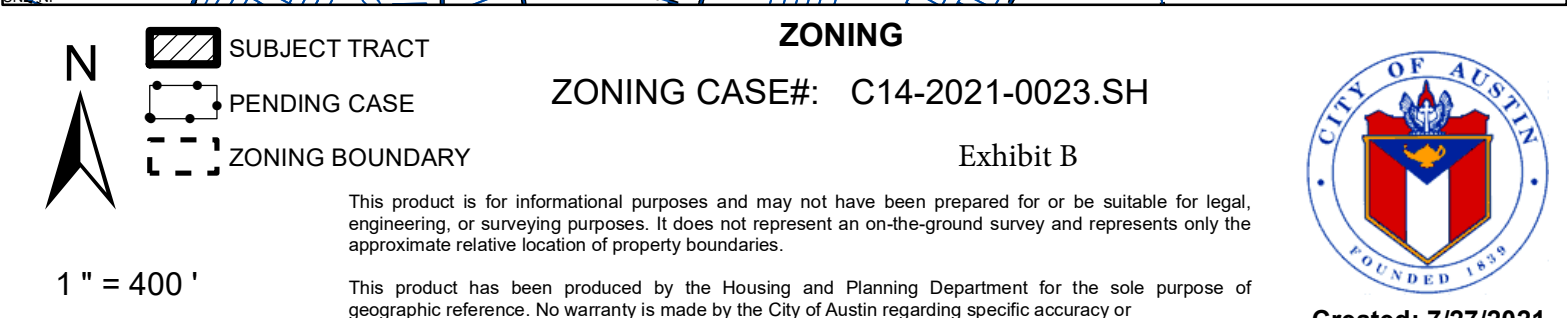 ZONING
ZONING CASE#: C14-2021-0023.SH
Exhibit B
N
SUBJECT TRACT
PENDING CASE
ZONING BOUNDARY
1 " = 400 '
This product is for informational purposes and may not have been prepared for or be suitable for legal,
engineering, or surveying purposes. It does not represent an on-the-ground survey and represents only the
approximate relative location of property boundaries.
This product has been produced by the Housing and Planning Department for the sole purpose of
geographic reference. No warranty is made by the City of Austin regarding specific accuracy or
CITY OF AUSTIN
FOUNDED 1839
Created: 7/27/2021